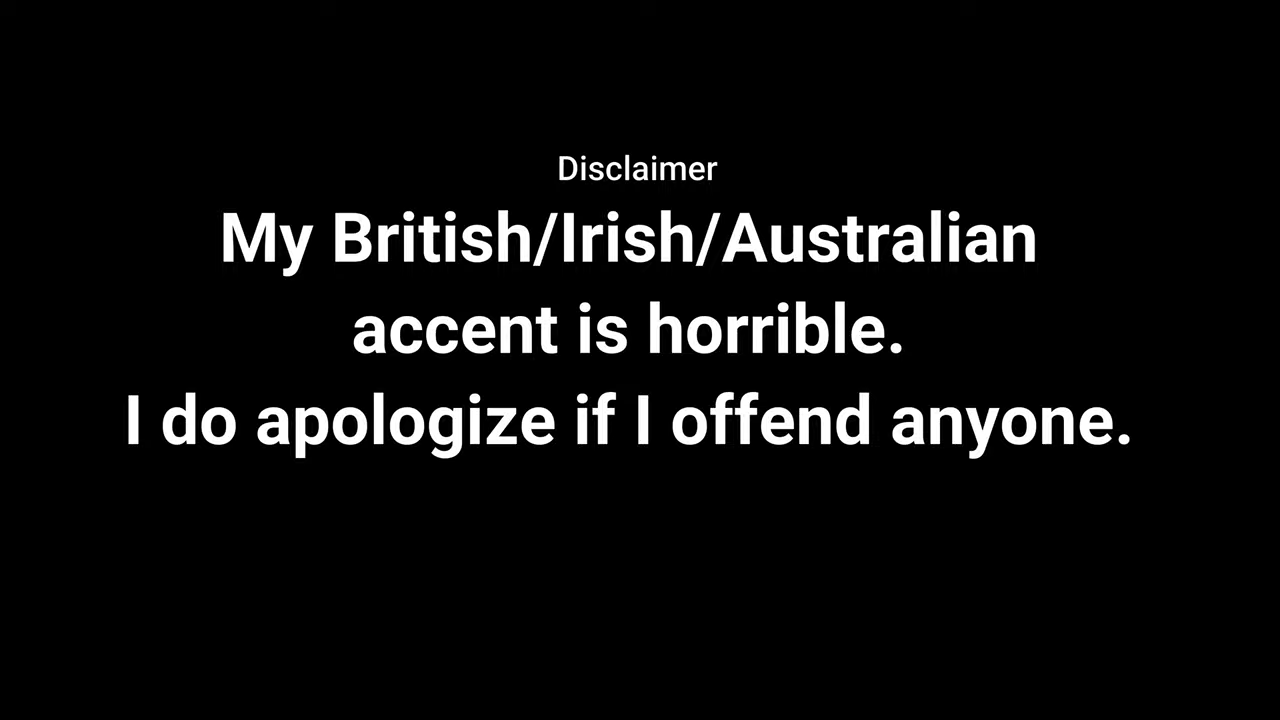 Disclaimer
My British/Irish/Australian
accent is horrible.
I do apologize if I offend anyone.